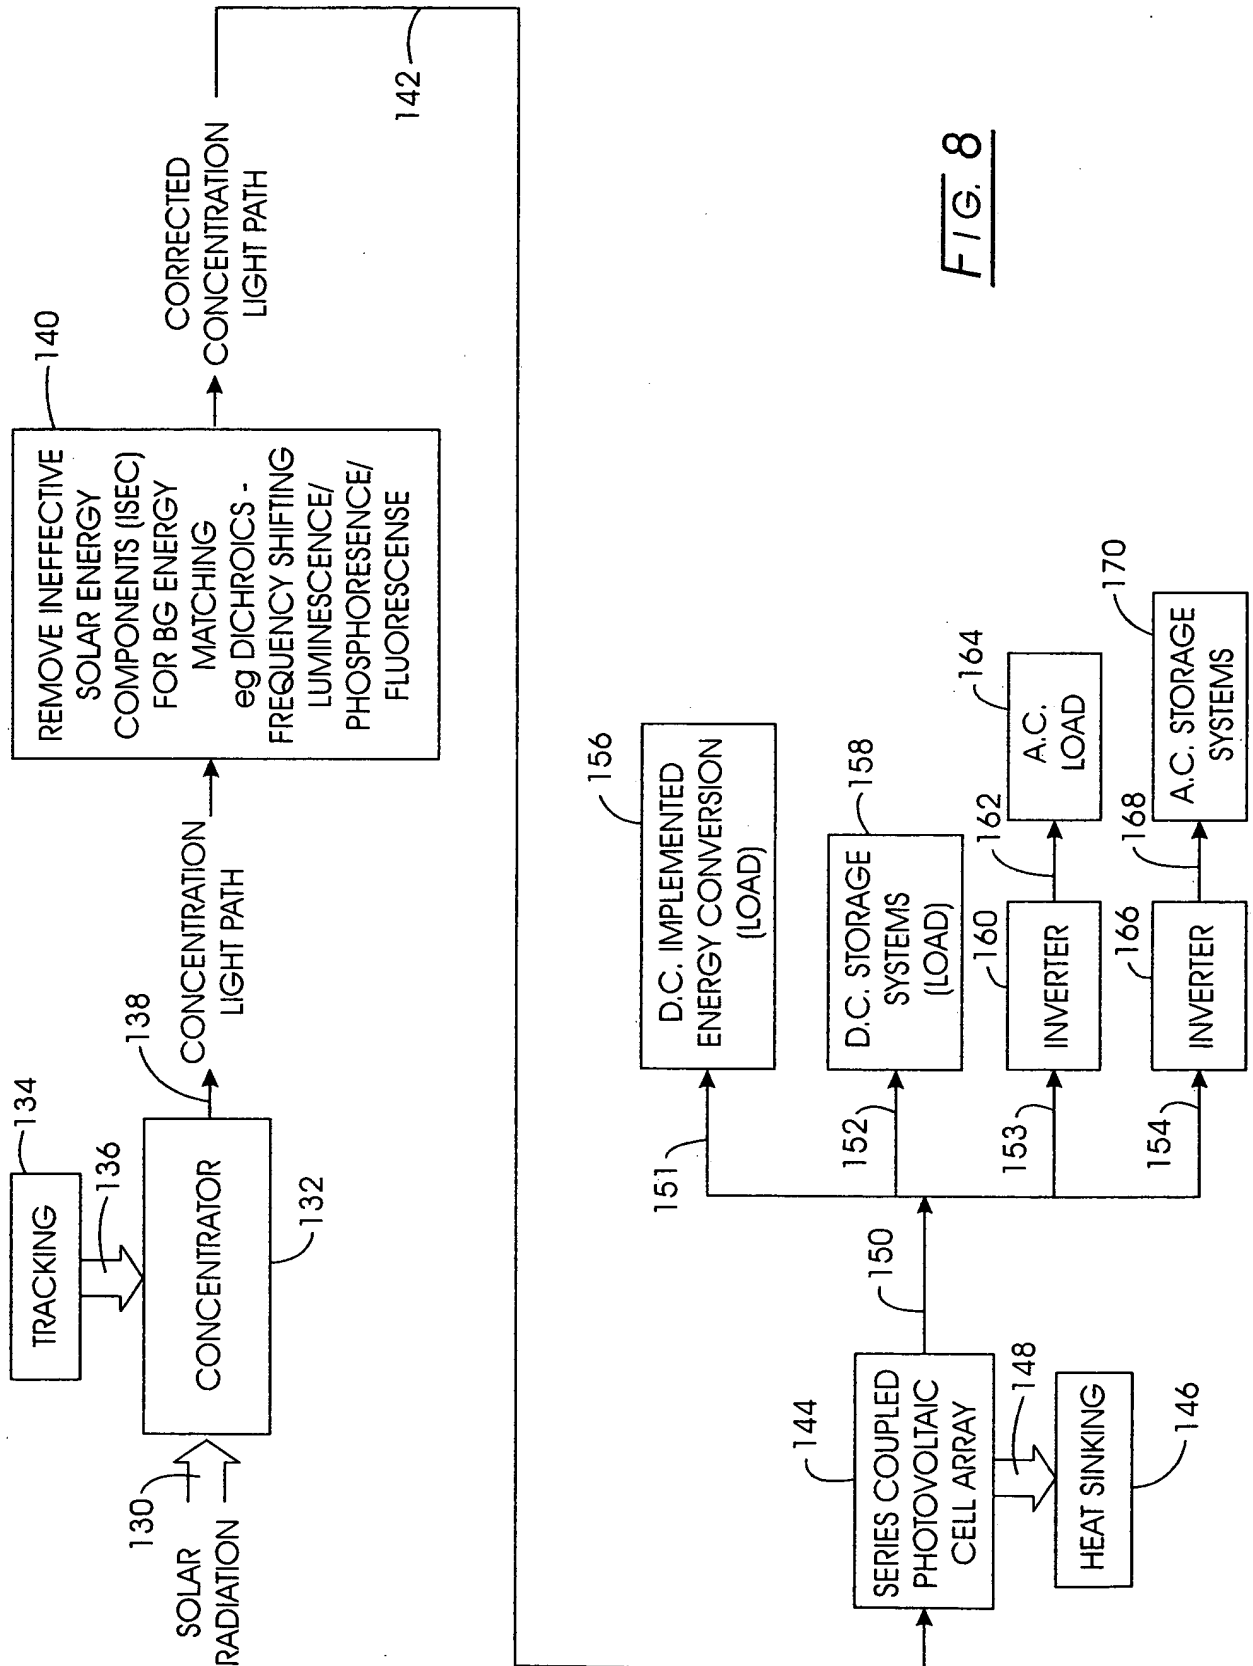 SOLAR
RADIATION
130
TRACKING
134
136
CONCENTRATOR
132
138
CONCENTRATION
LIGHT PATH
REMOVE INEFFECTIVE
SOLAR ENERGY
COMPONENTS (ISEC)
FOR BG ENERGY
MATCHING
eg DICHROICS -
FREQUENCY SHIFTING
LUMINESCENCE/
PHOSPHORESENCE/
FLUORESCENSE
140
CORRECTED
CONCENTRATION
LIGHT PATH
142
SERIES COUPLED
PHOTOVOLTAIC
CELL ARRAY
144
148
HEAT SINKING
146
150
151
D.C. IMPLEMENTED
ENERGY CONVERSION
(LOAD)
156
152
D.C. STORAGE
SYSTEMS
(LOAD)
158
153
INVERTER
160
162
A.C.
LOAD
164
154
INVERTER
166
168
A.C. STORAGE
SYSTEMS
170
FIG. 8